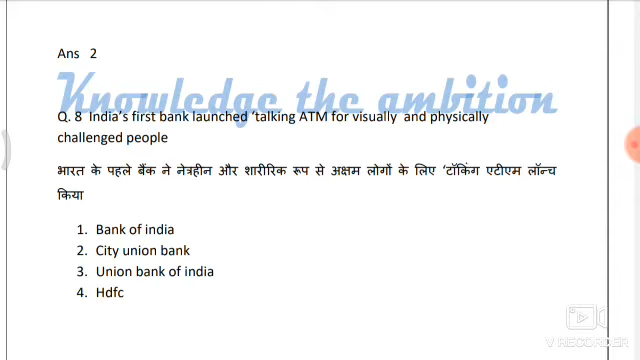 Ans 2
Knowledge the ambition
Q. 8 India's first bank launched 'talking ATM for visually and physically
challenged people
भारत के पहले बैंक ने नेत्रहीन और शारीरिक रूप से अक्षम लोगों के लिए 'टॉकिंग एटीएम लॉन्च
किया
1. Bank of india
2. City union bank
3. Union bank of india
4. Hdfc
V RECORDER